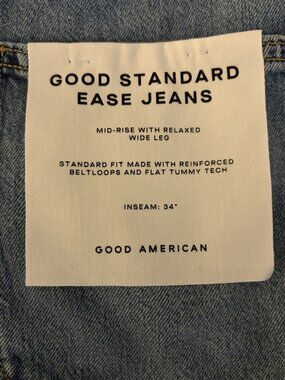 GOOD STANDARD
EASE JEANS
MID-RISE WITH RELAXED
WIDE LEG
STANDARD FIT MADE WITH REINFORCED
BELTLOOPS AND FLAT TUMMY TECH
INSEAM: 34"
GOOD AMERICAN